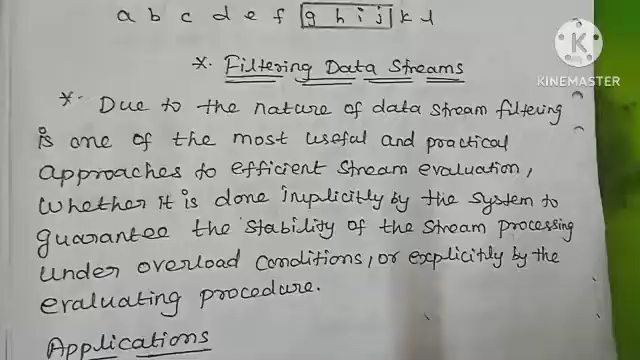 a b c d e f g h i j k l
* Filtering Data Streams
* Due to the nature of data stream filtering
is one of the most useful and practical
approaches to efficient stream evaluation,
whether it is done implicitly by the system to
guarantee the stability of the stream processing
under overload conditions, or explicitly by the
evaluating procedure.
Applications
KINEMASTER